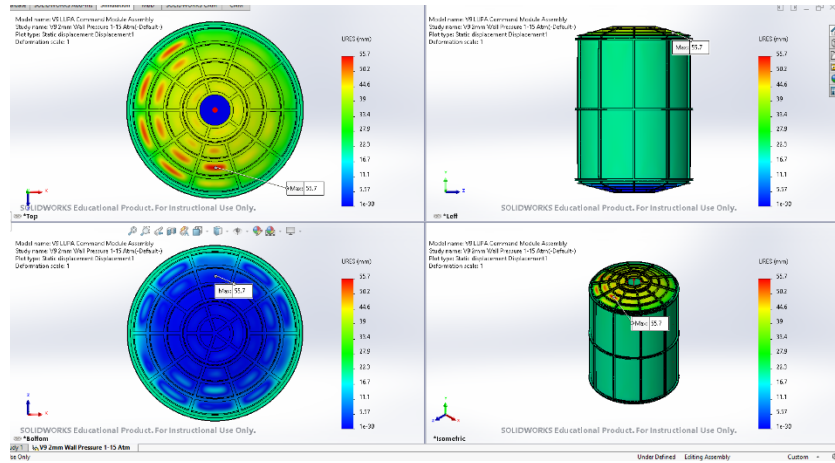 Simulation
Model name: V9 LUFA Command Module Assembly
Study name: V9 2mm Wall Pressure 1-15 Atm(-Default-)
Plot type: Static displacement Displacement1
Deformation scale: 1
URES (mm)
55.7
50.2
44.6
39
33.4
27.9
22.3
16.7
11.1
5.57
1e-30
Max: 55.7
SOLIDWORKS Educational Product. For Instructional Use Only.
*Top
Model name: V9 LUFA Command Module Assembly
Study name: V9 2mm Wall Pressure 1-15 Atm(-Default-)
Plot type: Static displacement Displacement1
Deformation scale: 1
URES (mm)
55.7
50.2
44.6
39
33.4
27.9
22.3
16.7
11.1
5.57
1e-30
Max: 55.7
SOLIDWORKS Educational Product. For Instructional Use Only.
*Left
Model name: V9 LUFA Command Module Assembly
Study name: V9 2mm Wall Pressure 1-15 Atm(-Default-)
Plot type: Static displacement Displacement1
Deformation scale: 1
URES (mm)
55.7
50.2
44.6
39
33.4
27.9
22.3
16.7
11.1
5.57
1e-30
Max: 55.7
SOLIDWORKS Educational Product. For Instructional Use Only.
*Bottom
Model name: V9 LUFA Command Module Assembly
Study name: V9 2mm Wall Pressure 1-15 Atm(-Default-)
Plot type: Static displacement Displacement1
Deformation scale: 1
URES (mm)
55.7
50.2
44.6
39
33.4
27.9
22.3
16.7
11.1
5.57
1e-30
Max: 55.7
SOLIDWORKS Educational Product. For Instructional Use Only.
*Isometric
V9 2mm Wall Pressure 1-15 Atm
Use Only
Under Defined
Editing Assembly
Custom